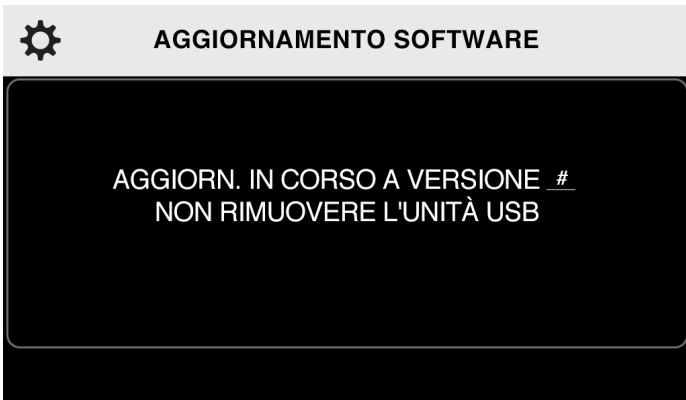 AGGIORNAMENTO SOFTWARE
AGGIORN. IN CORSO A VERSIONE _#_
NON RIMUOVERE L'UNITÀ USB